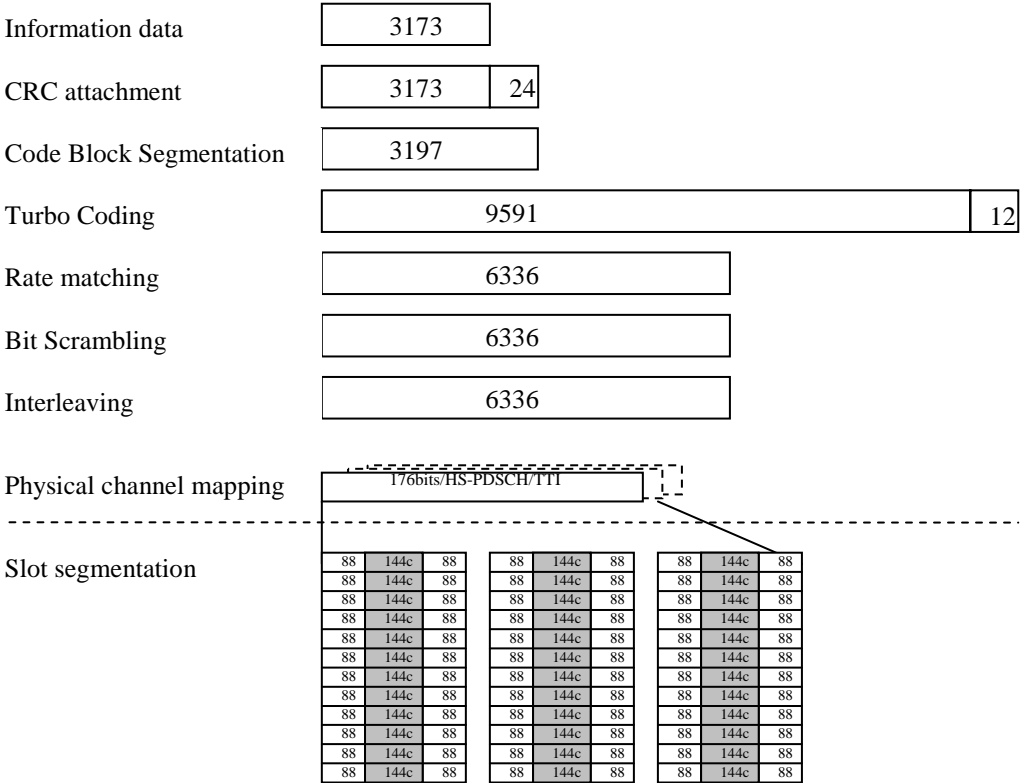 Information data 3173
CRC attachment 3173 24
Code Block Segmentation 3197
Turbo Coding 9591 12
Rate matching 6336
Bit Scrambling 6336
Interleaving 6336
Physical channel mapping 176bits/HS-PDSCH/TTI
Slot segmentation
88 144c 88 88 144c 88 88 144c 88
88 144c 88 88 144c 88 88 144c 88
88 144c 88 88 144c 88 88 144c 88
88 144c 88 88 144c 88 88 144c 88
88 144c 88 88 144c 88 88 144c 88
88 144c 88 88 144c 88 88 144c 88
88 144c 88 88 144c 88 88 144c 88
88 144c 88 88 144c 88 88 144c 88
88 144c 88 88 144c 88 88 144c 88
88 144c 88 88 144c 88 88 144c 88
88 144c 88 88 144c 88 88 144c 88
88 144c 88 88 144c 88 88 144c 88